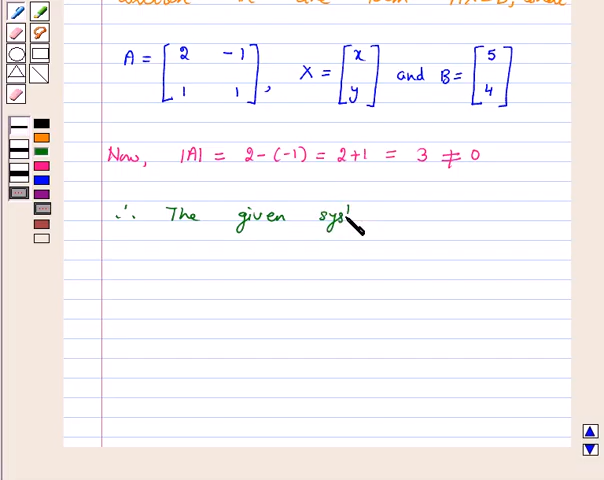 A = [2 -1
1 1], X = [x
y] and B = [5
4]
Now, |A| = 2-(-1) = 2+1 = 3 ≠ 0
∴ The given sys